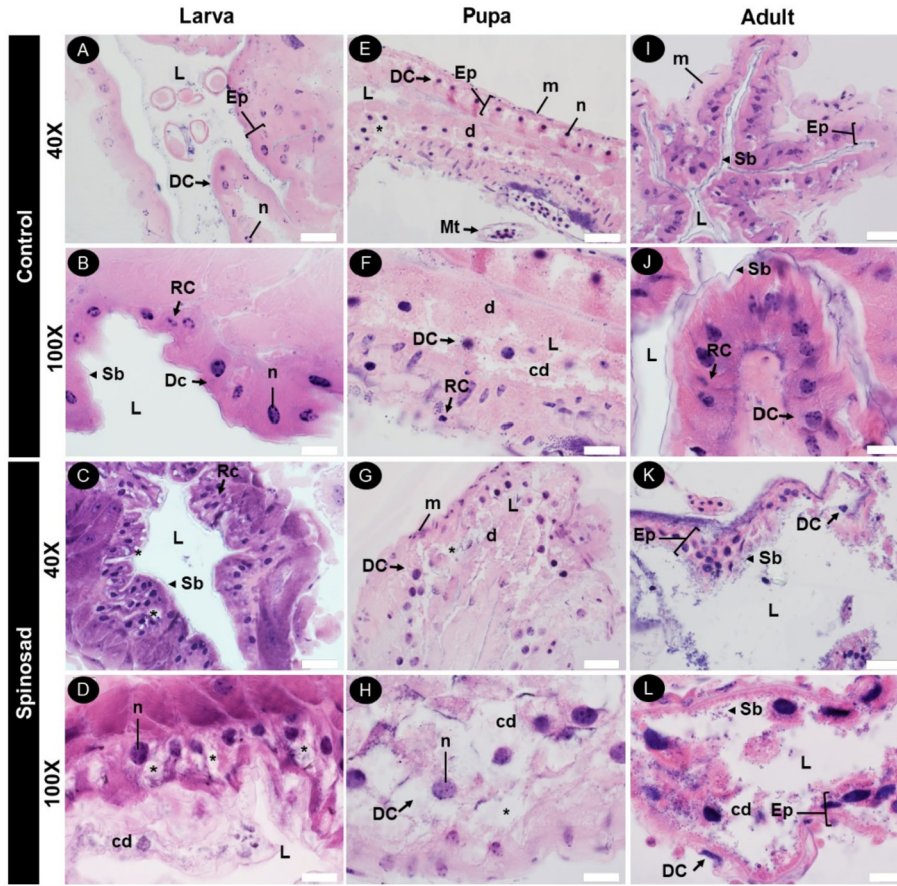 Larva Pupa Adult
Control
40X
A
L
Ep
DC
n
E
DC
Ep
m
n
L
*
d
Mt
I
m
Ep
Sb
L
100X
B
RC
Sb
Dc
n
L
F
d
DC
L
cd
RC
J
Sb
L
RC
DC
Spinosad
40X
C
Rc
L
*
Sb
*
G
m
L
d
*
DC
K
DC
Ep
Sb
L
100X
D
n
*
*
*
cd
L
H
cd
n
DC
*
L
Sb
L
cd
Ep
DC